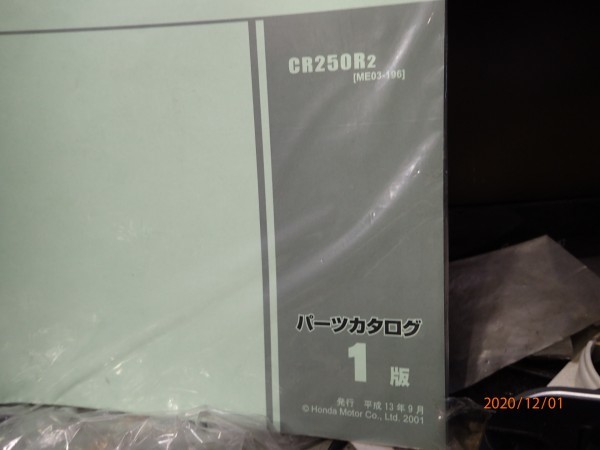 CR250R2
[ME03-196]
パーツカタログ
1版
発行 平成13年9月
© Honda Motor Co., Ltd. 2001
2020/12/01